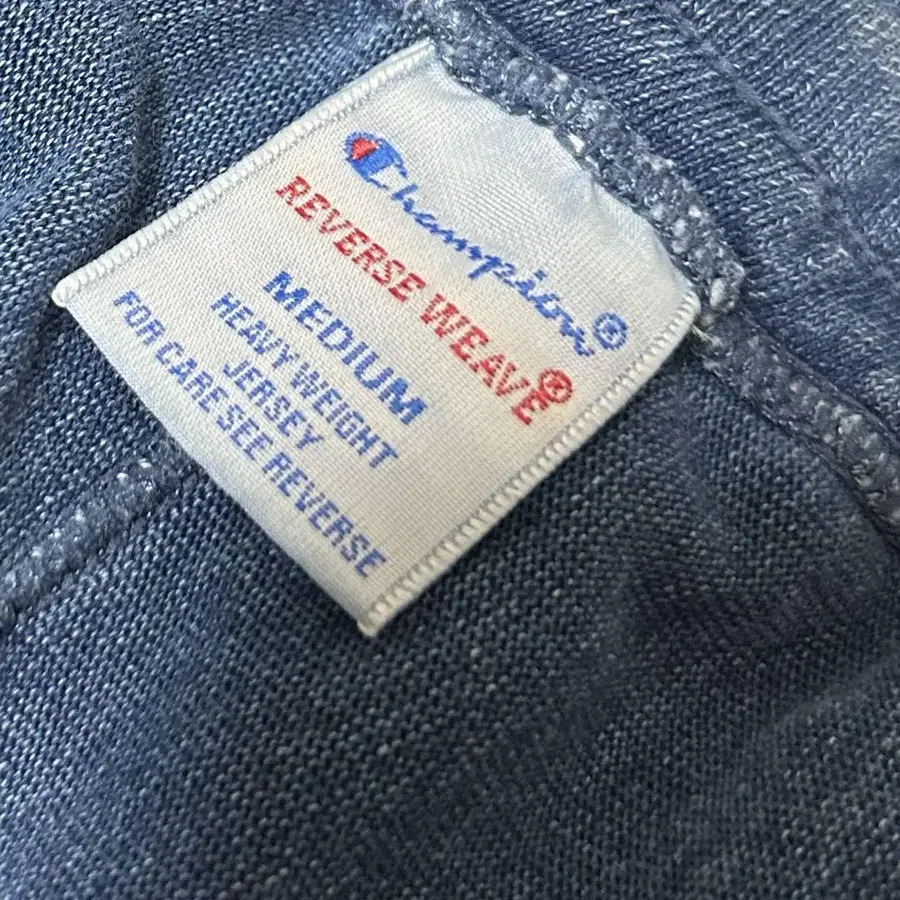 Champion®
REVERSE WEAVE®
MEDIUM
HEAVY WEIGHT
JERSEY
FOR CARE SEE REVERSE